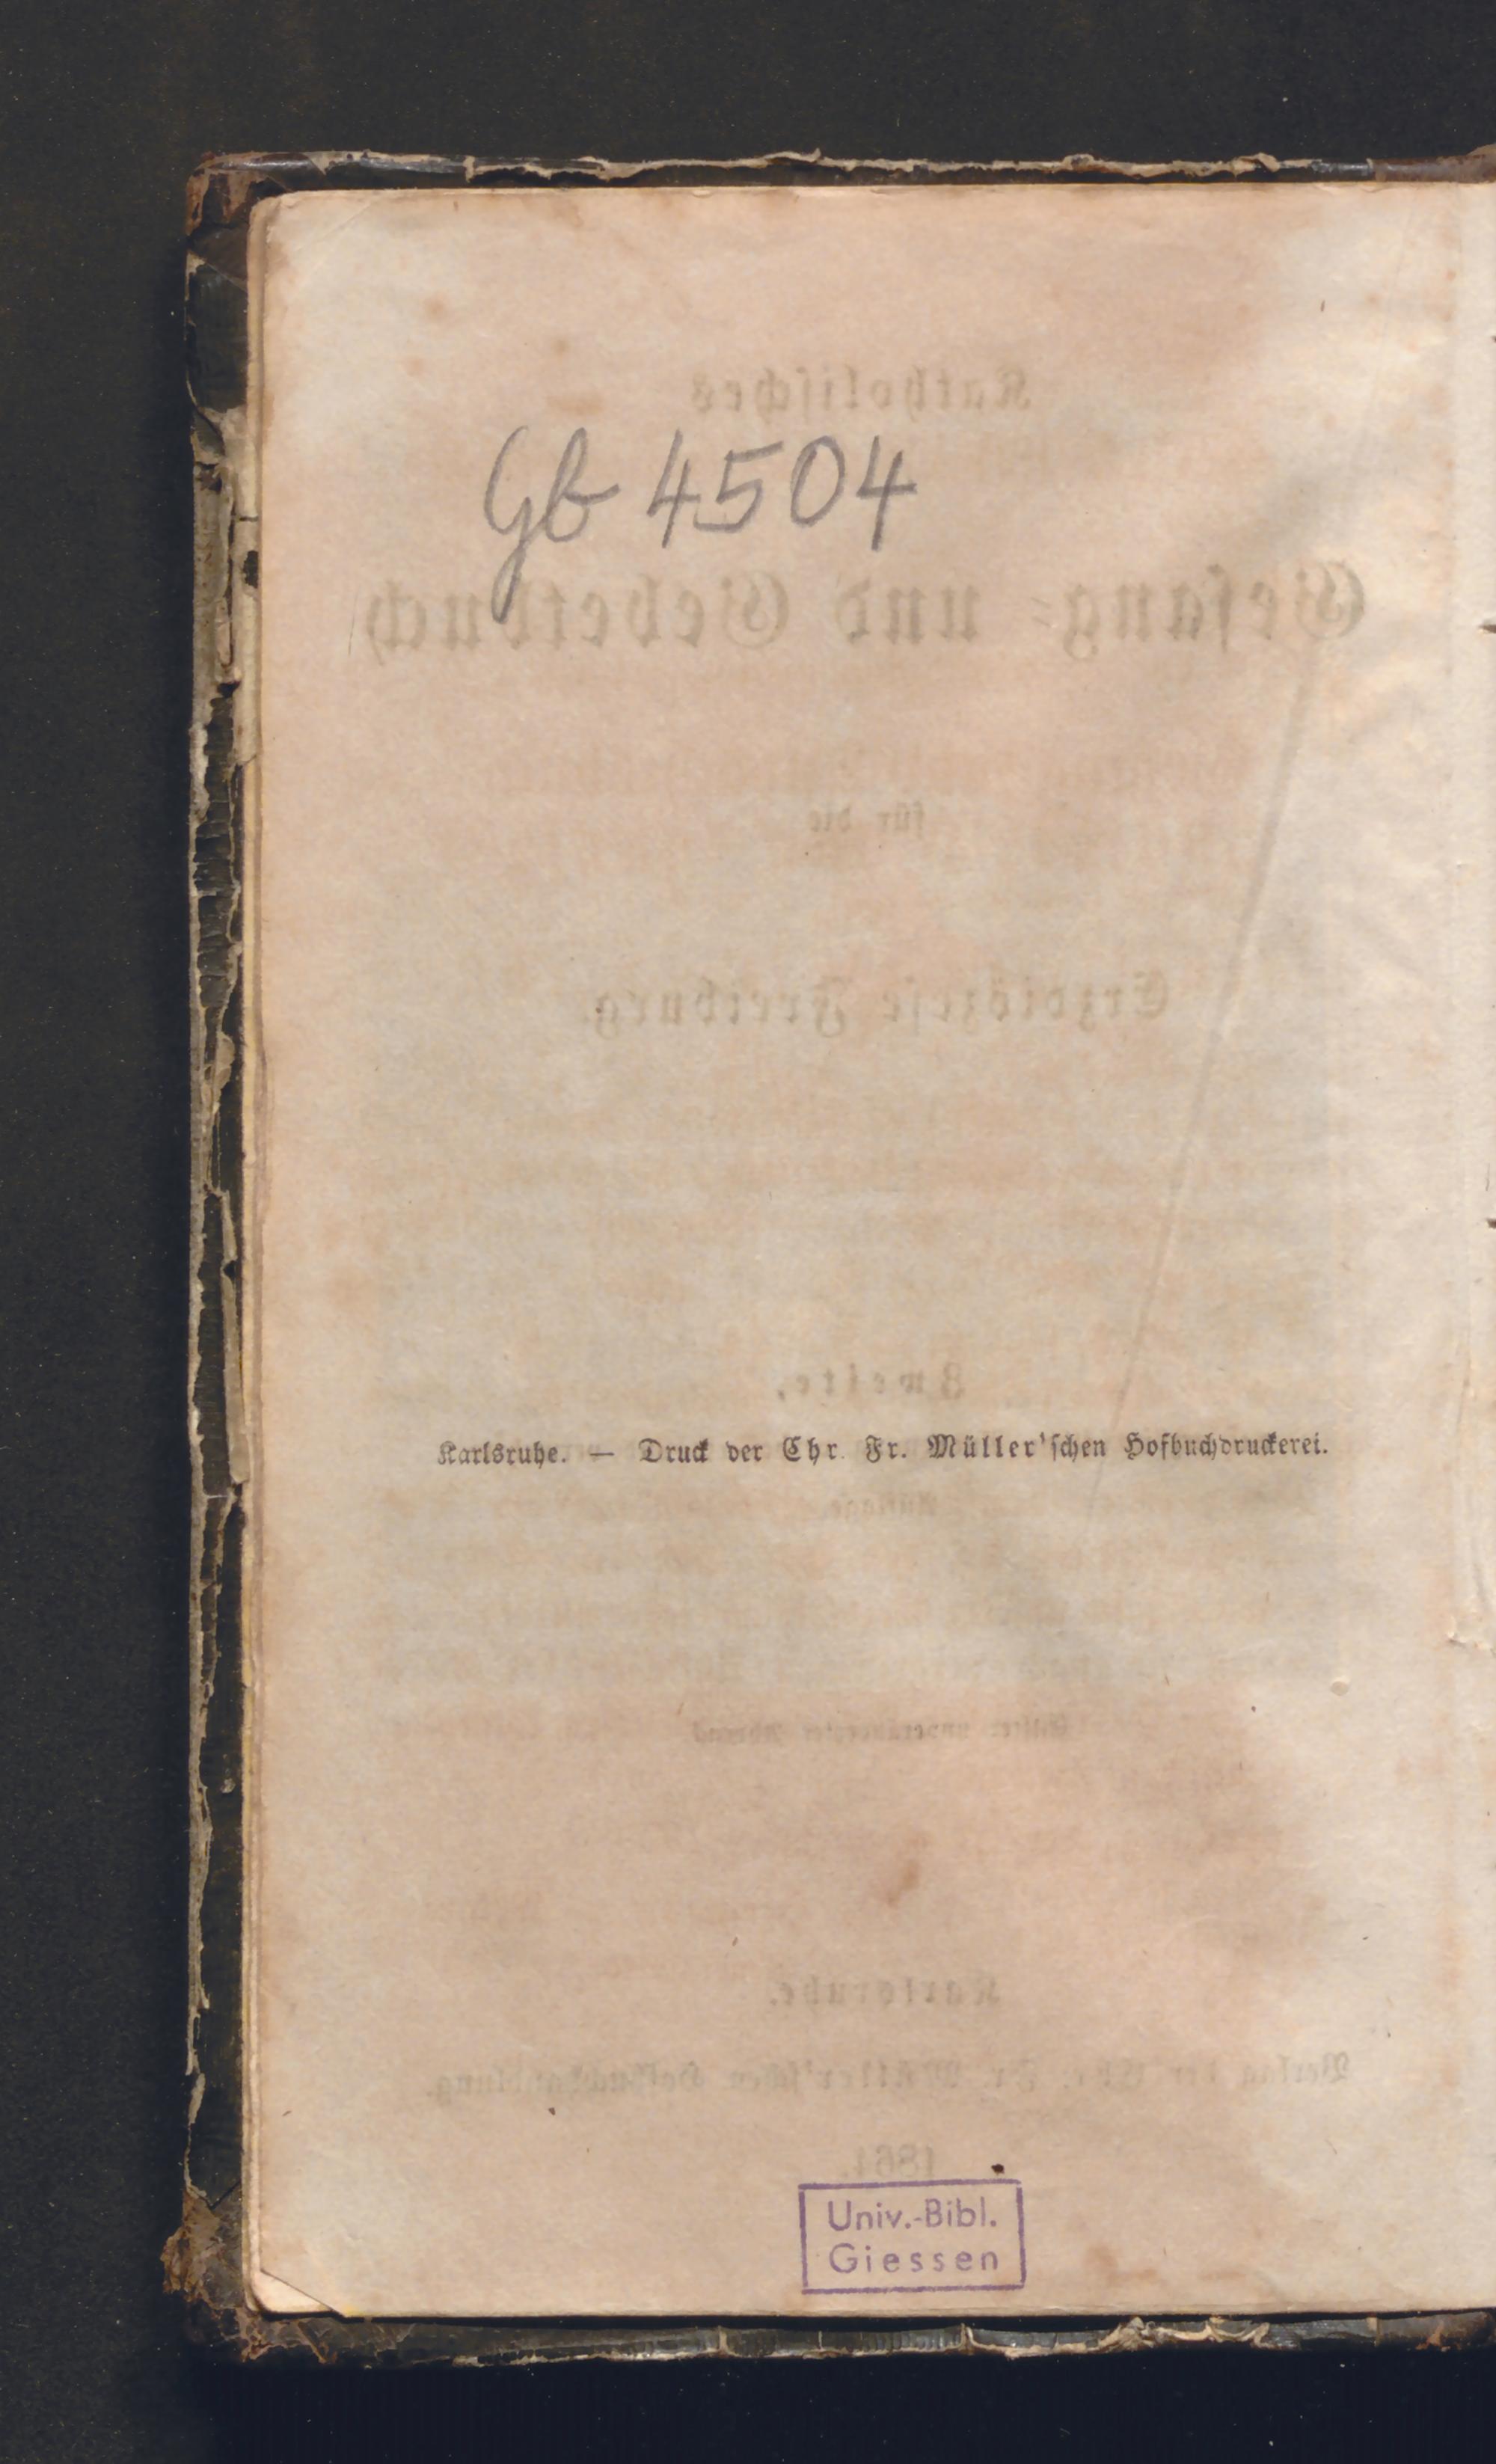 Gb 4504
Karlsruhe. — Druck der Chr. Fr. Müller'schen Hofbuchdruckerei.
Univ.-Bibl.
Giessen